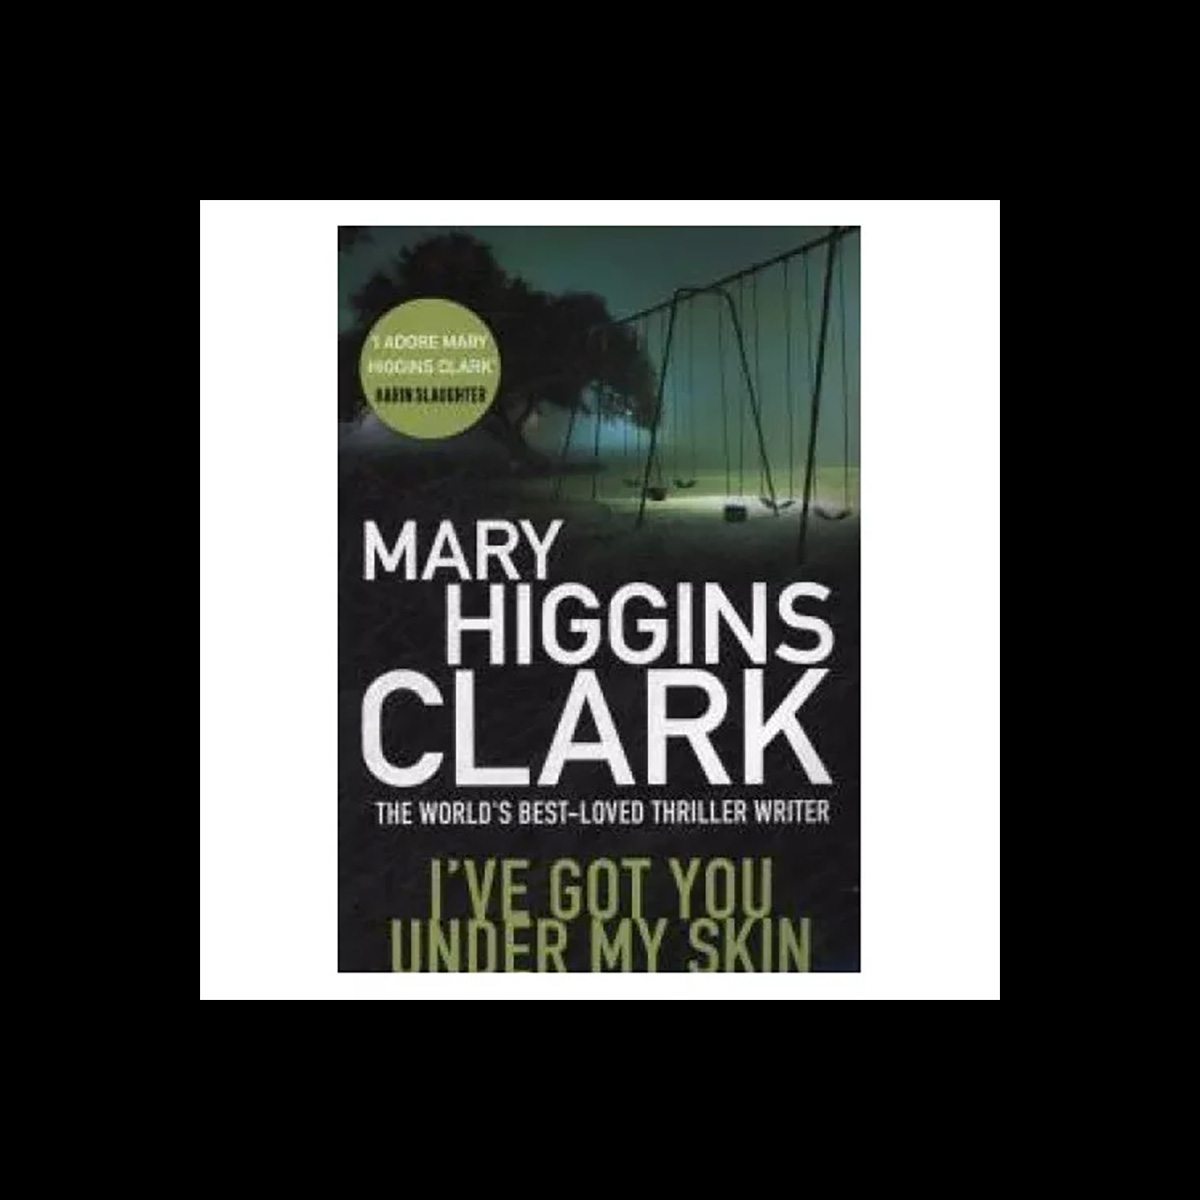 'I ADORE MARY
HIGGINS CLARK'
KARIN SLAUGHTER
MARY
HIGGINS
CLARK
THE WORLD'S BEST-LOVED THRILLER WRITER
I'VE GOT YOU
UNDER MY SKIN